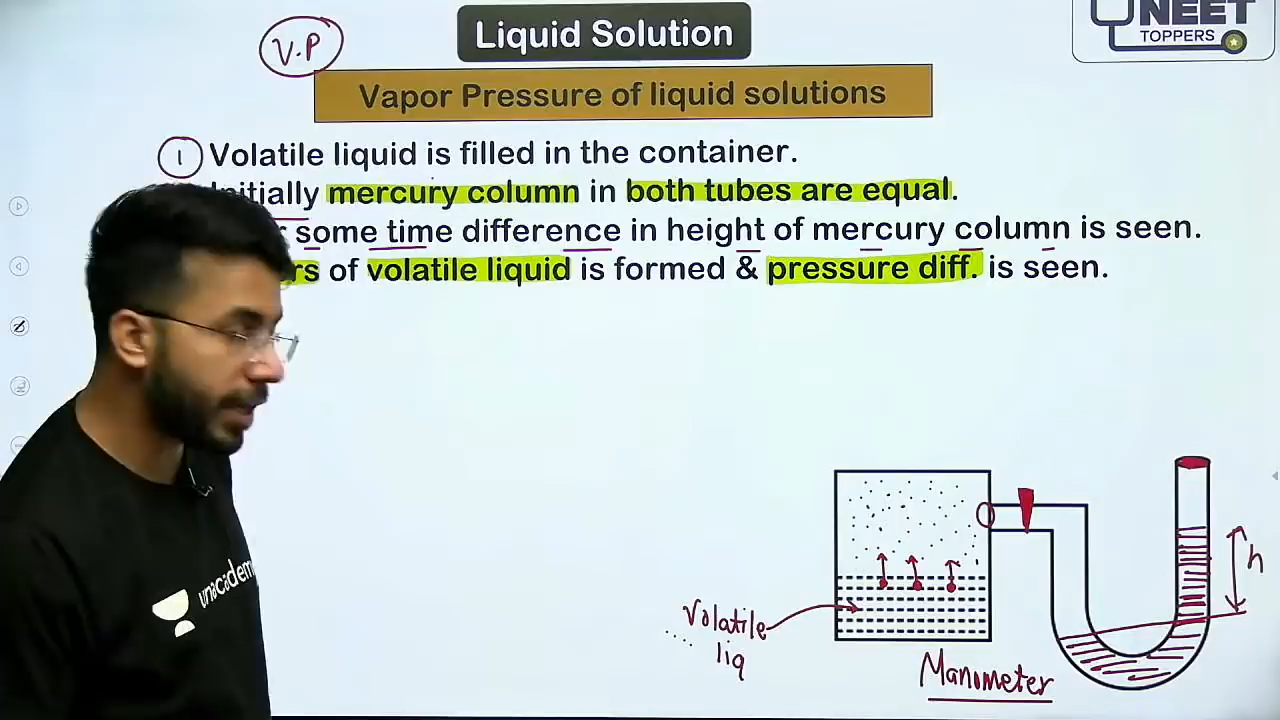 V.P
Liquid Solution
NEET
TOPPERS
Vapor Pressure of liquid solutions
1 Volatile liquid is filled in the container.
Initially mercury column in both tubes are equal.
some time difference in height of mercury column is seen.
of volatile liquid is formed & pressure diff. is seen.
unacademy
h
Volatile
liq
Manometer